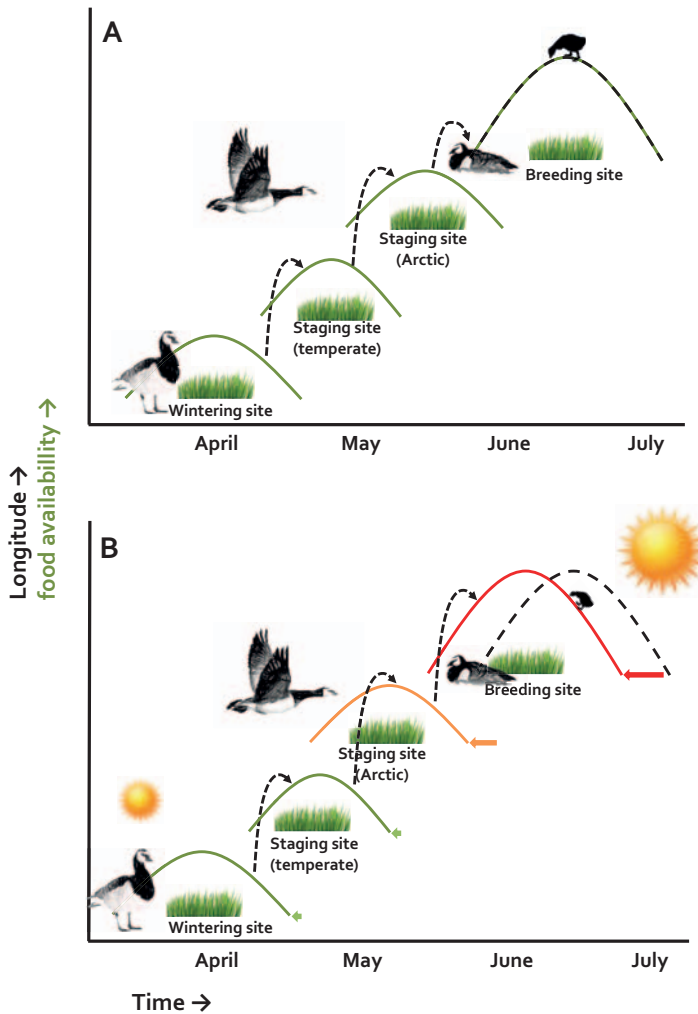 A
Breeding site
Staging site
(Arctic)
Staging site
(temperate)
Wintering site
April May June July
Longitude →
food availabillity →
B
Breeding site
Staging site
(Arctic)
Staging site
(temperate)
Wintering site
April May June July
Time →